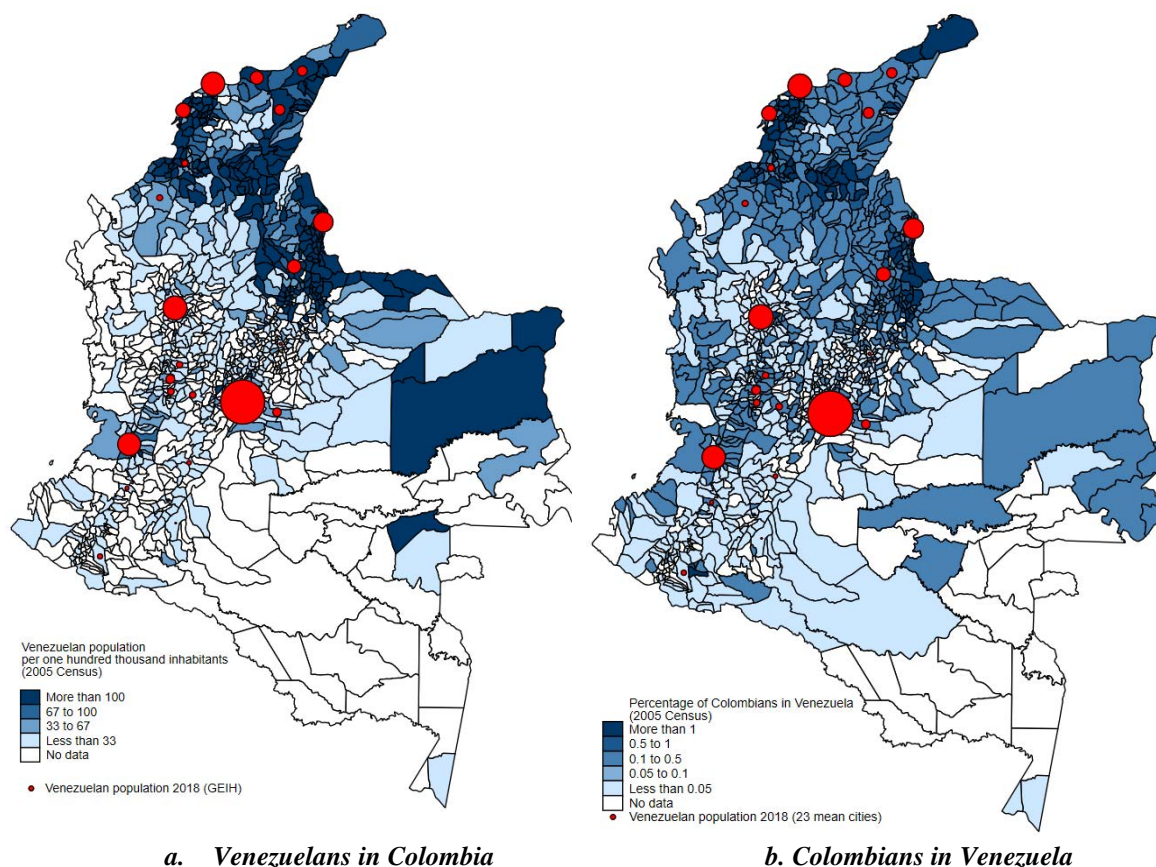 Venezuelan population
per one hundred thousand inhabitants
(2005 Census)
More than 100
67 to 100
33 to 67
Less than 33
No data
Venezuelan population 2018 (GEIH)
Percentage of Colombians in Venezuela
(2005 Census)
More than 1
0.5 to 1
0.1 to 0.5
0.05 to 0.1
Less than 0.05
No data
Venezuelan population 2018 (23 mean cities)
a. Venezuelans in Colombia
b. Colombians in Venezuela